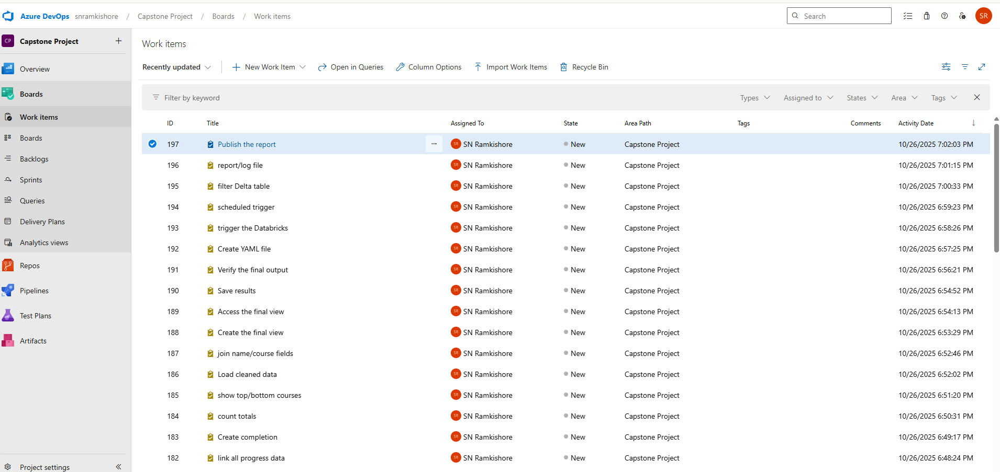 Azure DevOps snramkishore / Capstone Project / Boards / Work items Search SR
CP Capstone Project
Work items
Recently updated New Work Item Open in Queries Column Options Import Work Items Recycle Bin
Overview
Boards
Filter by keyword Types Assigned to States Area Tags
Work items
ID Title Assigned To State Area Path Tags Comments Activity Date
Boards
197 Publish the report ... SR SN Ramkishore New Capstone Project 10/26/2025 7:02:03 PM
Backlogs
196 report/log file SR SN Ramkishore New Capstone Project 10/26/2025 7:01:15 PM
Sprints
195 filter Delta table SR SN Ramkishore New Capstone Project 10/26/2025 7:00:33 PM
Queries
194 scheduled trigger SR SN Ramkishore New Capstone Project 10/26/2025 6:59:23 PM
Delivery Plans
193 trigger the Databricks SR SN Ramkishore New Capstone Project 10/26/2025 6:58:26 PM
Analytics views
192 Create YAML file SR SN Ramkishore New Capstone Project 10/26/2025 6:57:25 PM
Repos
191 Verify the final output SR SN Ramkishore New Capstone Project 10/26/2025 6:56:21 PM
Pipelines
190 Save results SR SN Ramkishore New Capstone Project 10/26/2025 6:54:52 PM
Test Plans
189 Access the final view SR SN Ramkishore New Capstone Project 10/26/2025 6:54:13 PM
188 Create the final view SR SN Ramkishore New Capstone Project 10/26/2025 6:53:29 PM
Artifacts
187 join name/course fields SR SN Ramkishore New Capstone Project 10/26/2025 6:52:46 PM
186 Load cleaned data SR SN Ramkishore New Capstone Project 10/26/2025 6:52:02 PM
185 show top/bottom courses SR SN Ramkishore New Capstone Project 10/26/2025 6:51:20 PM
184 count totals SR SN Ramkishore New Capstone Project 10/26/2025 6:50:31 PM
183 Create completion SR SN Ramkishore New Capstone Project 10/26/2025 6:49:17 PM
182 link all progress data SR SN Ramkishore New Capstone Project 10/26/2025 6:48:24 PM
Project settings